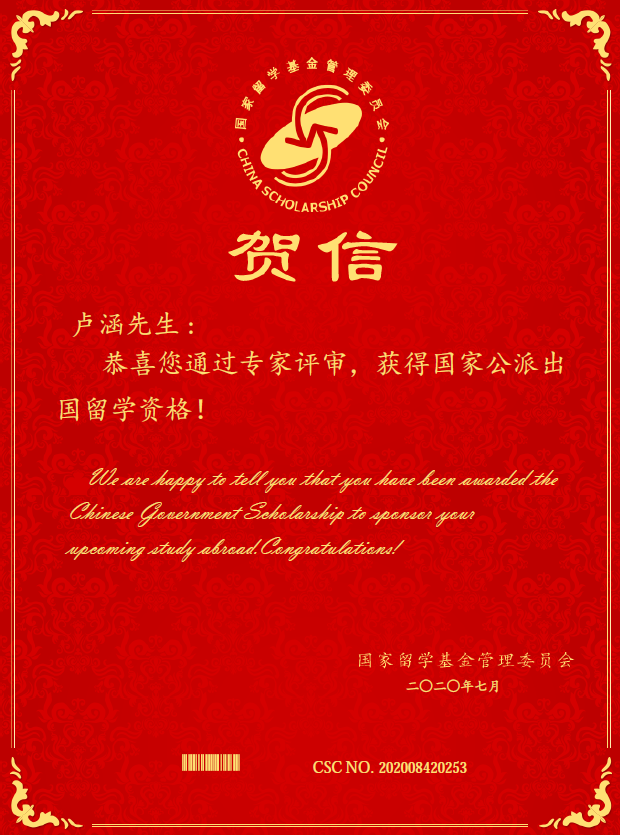 国家留学基金管理委员会
CHINA SCHOLARSHIP COUNCIL
贺信
卢涵先生：
恭喜您通过专家评审，获得国家公派出
国留学资格！
We are happy to tell you that you have been awarded the
Chinese Government Scholarship to sponsor your
upcoming study abroad.Congratulations!
国家留学基金管理委员会
二〇二〇年七月
CSC NO. 202008420253